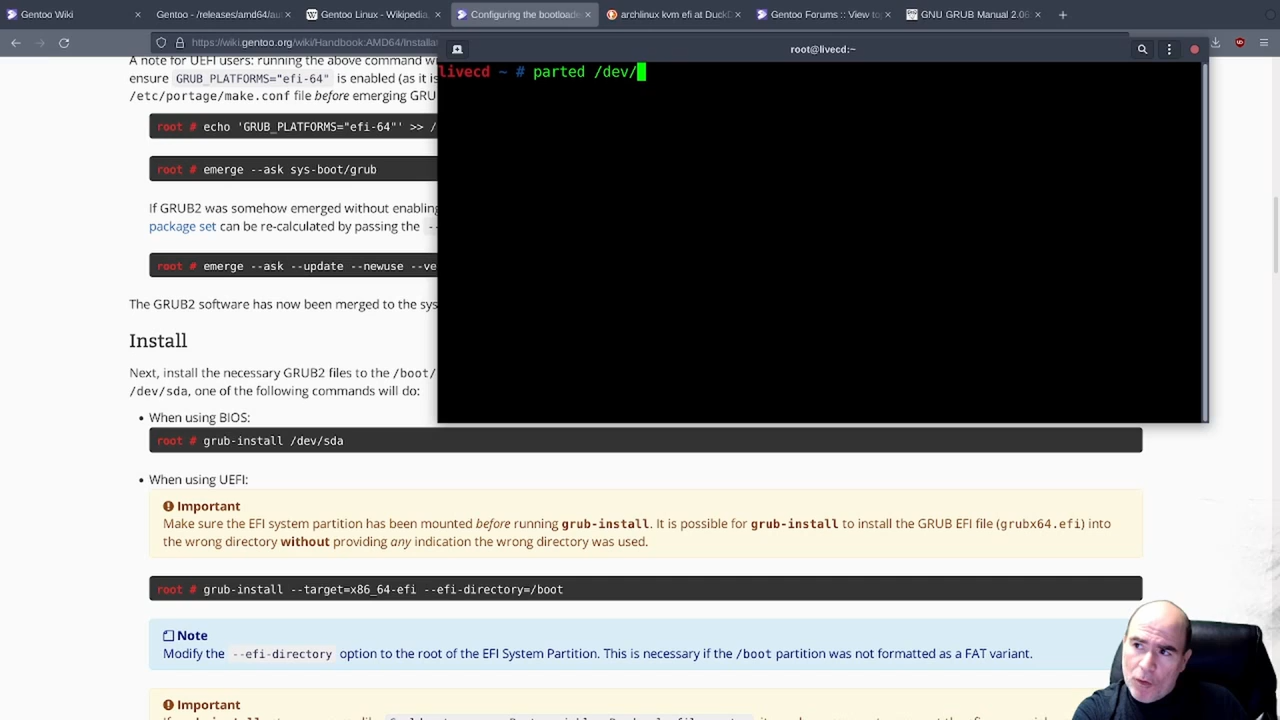 Gentoo Wiki
Gentoo - /releases/amd64/au
Gentoo Linux - Wikipedia,
Configuring the bootloade
archlinux kvm efi at DuckD
Gentoo Forums :: View to
GNU GRUB Manual 2.06
https://wiki.gentoo.org/wiki/Handbook:AMD64/Installat
root@livecd:~
livecd ~ # parted /dev/
A note for UEFI users: running the above command wi
ensure GRUB_PLATFORMS="efi-64" is enabled (as it is
/etc/portage/make.conf file before emerging GRU
root # echo 'GRUB_PLATFORMS="efi-64"' >> /
root # emerge --ask sys-boot/grub
If GRUB2 was somehow emerged without enabling
package set can be re-calculated by passing the --
root # emerge --ask --update --newuse --ve
The GRUB2 software has now been merged to the sys
Install
Next, install the necessary GRUB2 files to the /boot/
/dev/sda, one of the following commands will do:
• When using BIOS:
root # grub-install /dev/sda
• When using UEFI:
Important
Make sure the EFI system partition has been mounted before running grub-install. It is possible for grub-install to install the GRUB EFI file (grubx64.efi) into
the wrong directory without providing any indication the wrong directory was used.
root # grub-install --target=x86_64-efi --efi-directory=/boot
Note
Modify the --efi-directory option to the root of the EFI System Partition. This is necessary if the /boot partition was not formatted as a FAT variant.
Important